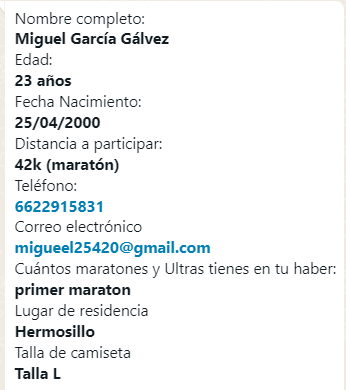 Nombre completo:
Miguel García Gálvez
Edad:
23 años
Fecha Nacimiento:
25/04/2000
Distancia a participar:
42k (maratón)
Teléfono:
6622915831
Correo electrónico
migueel25420@gmail.com
Cuántos maratones y Ultras tienes en tu haber:
primer maraton
Lugar de residencia
Hermosillo
Talla de camiseta
Talla L